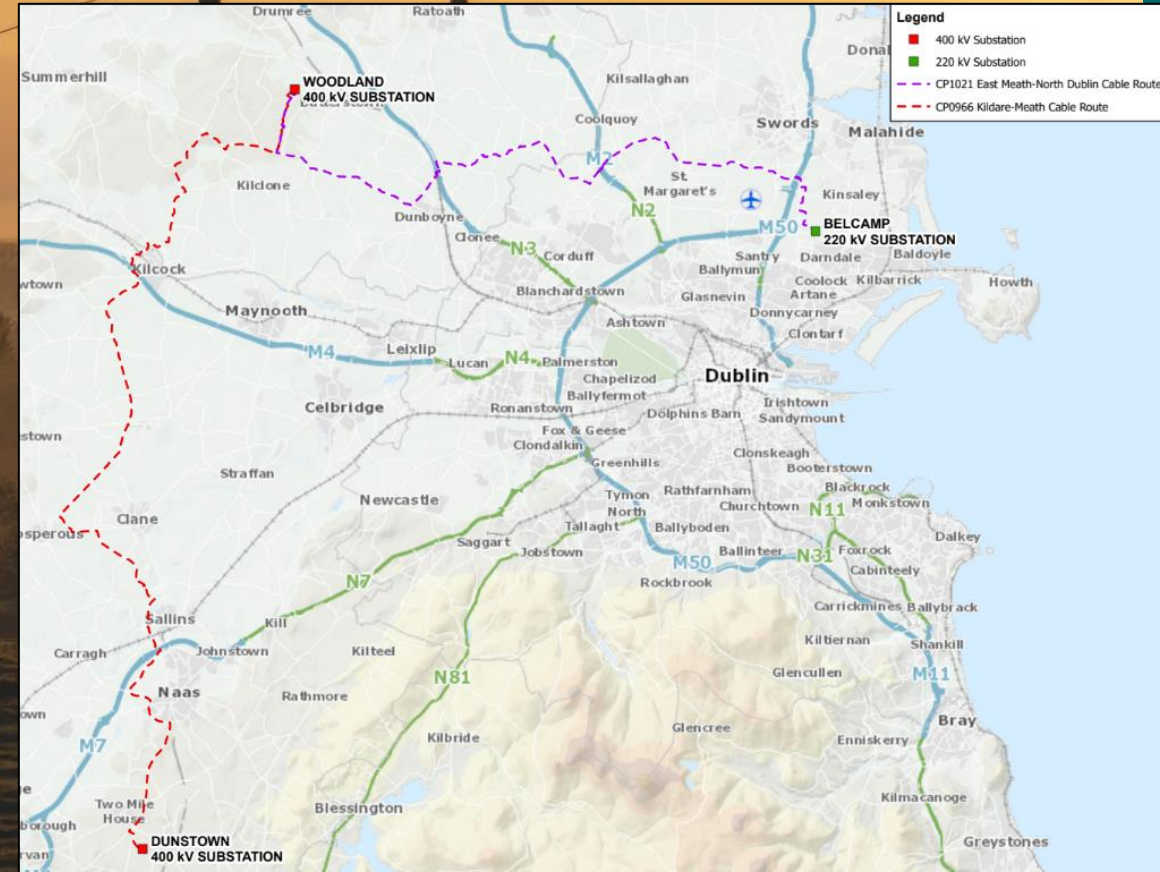 Drumree
Ratoath
Legend
400 kV Substation
220 kV Substation
CP1021 East Meath-North Dublin Cable Route
CP0966 Kildare-Meath Cable Route
Summerhill
WOODLAND
400 kV SUBSTATION
Kilsallaghan
Coolquoy
Swords
Malahide
M2
Kilclone
St.
Margaret's
Kinsaley
Dunboyne
N2
BELCAMP
220 kV SUBSTATION
M50
Clonee
N3
Corduff
Santry
Darndale
Baldoyle
Kilcock
Ballymun
Coolock
Kilbarrick
Howth
Blanchardstown
Glasnevin
Artane
Maynooth
Donnycarney
Ashtown
Clontarf
M4
Leixlip
Lucan
N4
Palmerston
Chapelizod
Dublin
Ballyfermot
Celbridge
Ronanstown
Dolphins Barn
Irishtown
Sandymount
Fox & Geese
Clondalkin
Clonskeagh
Greenhills
Booterstown
Straffan
Newcastle
Tymon
North
Rathfarnham
Churchtown
Blackrock
Monkstown
N11
Clane
Tallaght
Ballyboden
Dalkey
Saggart
Jobstown
M50
Ballinteer
N31
Foxrock
Cabinteely
Rockbrook
N7
Carrickmines
Ballybrack
Sallins
Kill
Kiltiernan
Shankill
Carragh
Johnstown
Kilteel
Glencullen
M11
Naas
Rathmore
N81
Bray
Glencree
Kilbride
Enniskerry
M7
Two Mile
House
Blessington
Kilmacanoge
DUNSTOWN
400 kV SUBSTATION
Greystones